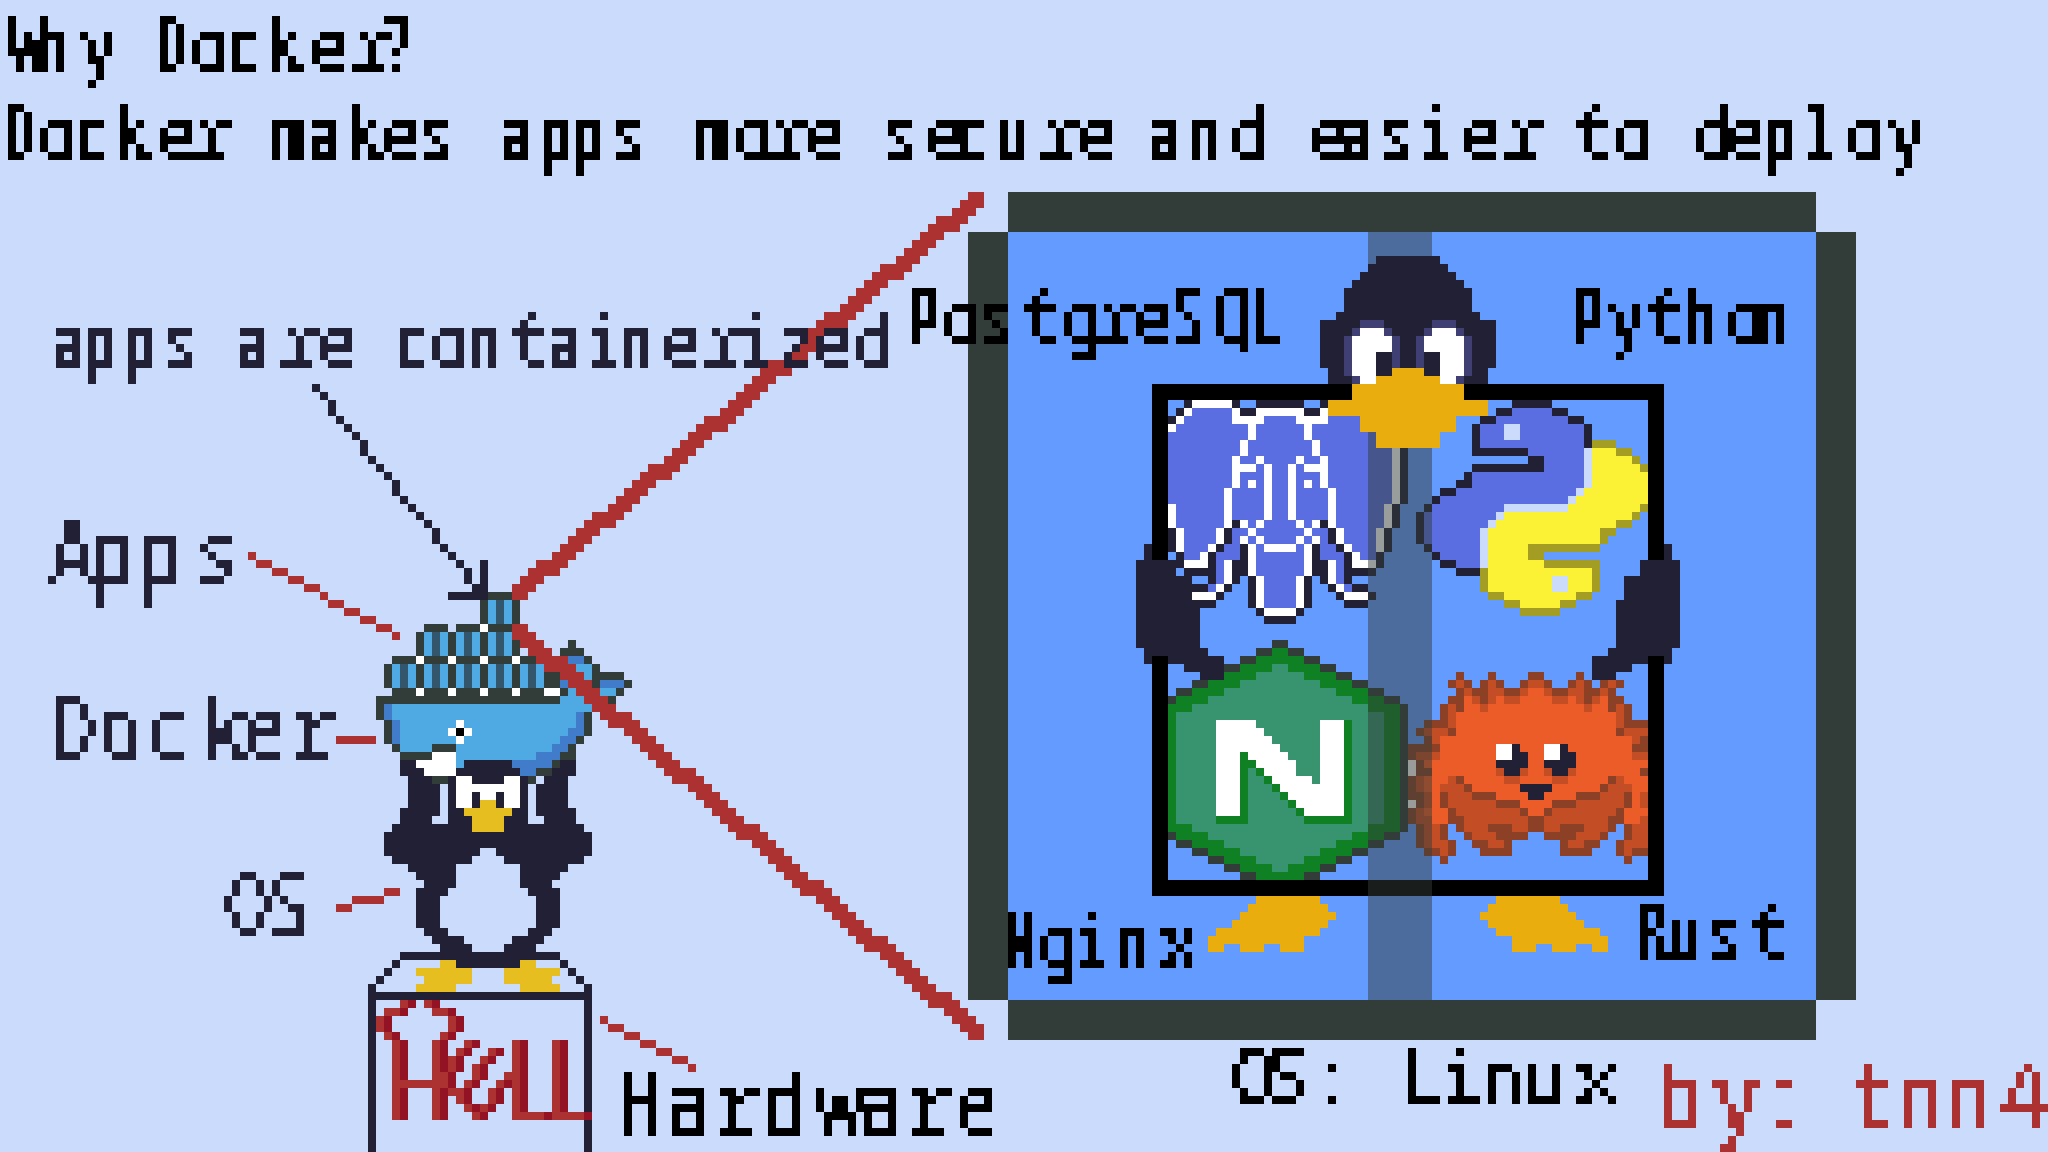 Why Docker?
Docker makes apps more secure and easier to deploy
PostgreSQL
Python
apps are containerized
Apps
Docker
OS
N
Nginx
Rust
HELL
Hardware
OS: Linux
by: tnn4